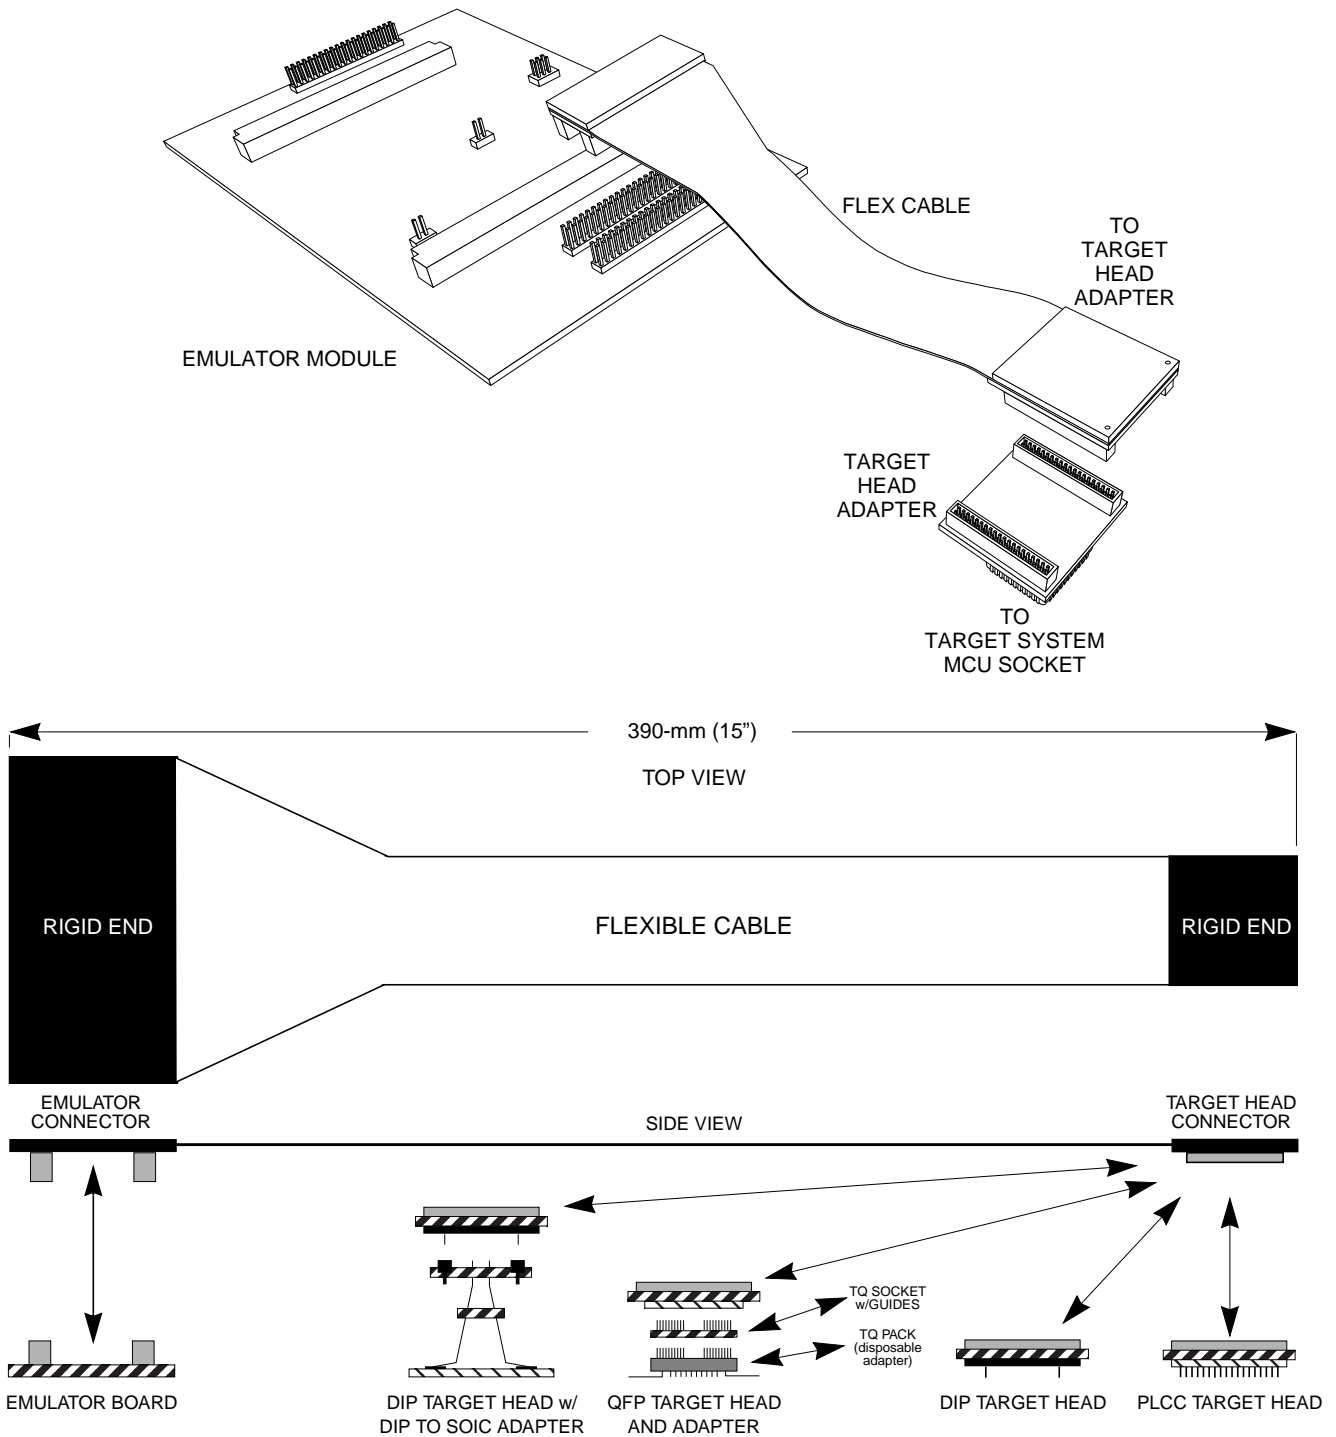 FLEX CABLE
TO
TARGET
HEAD
ADAPTER
EMULATOR MODULE
TARGET
HEAD
ADAPTER
TO
TARGET SYSTEM
MCU SOCKET
390-mm (15”)
TOP VIEW
RIGID END
FLEXIBLE CABLE
RIGID END
EMULATOR
CONNECTOR
SIDE VIEW
TARGET HEAD
CONNECTOR
TQ SOCKET
w/GUIDES
TQ PACK
(disposable
adapter)
EMULATOR BOARD
DIP TARGET HEAD w/
DIP TO SOIC ADAPTER
QFP TARGET HEAD
AND ADAPTER
DIP TARGET HEAD
PLCC TARGET HEAD